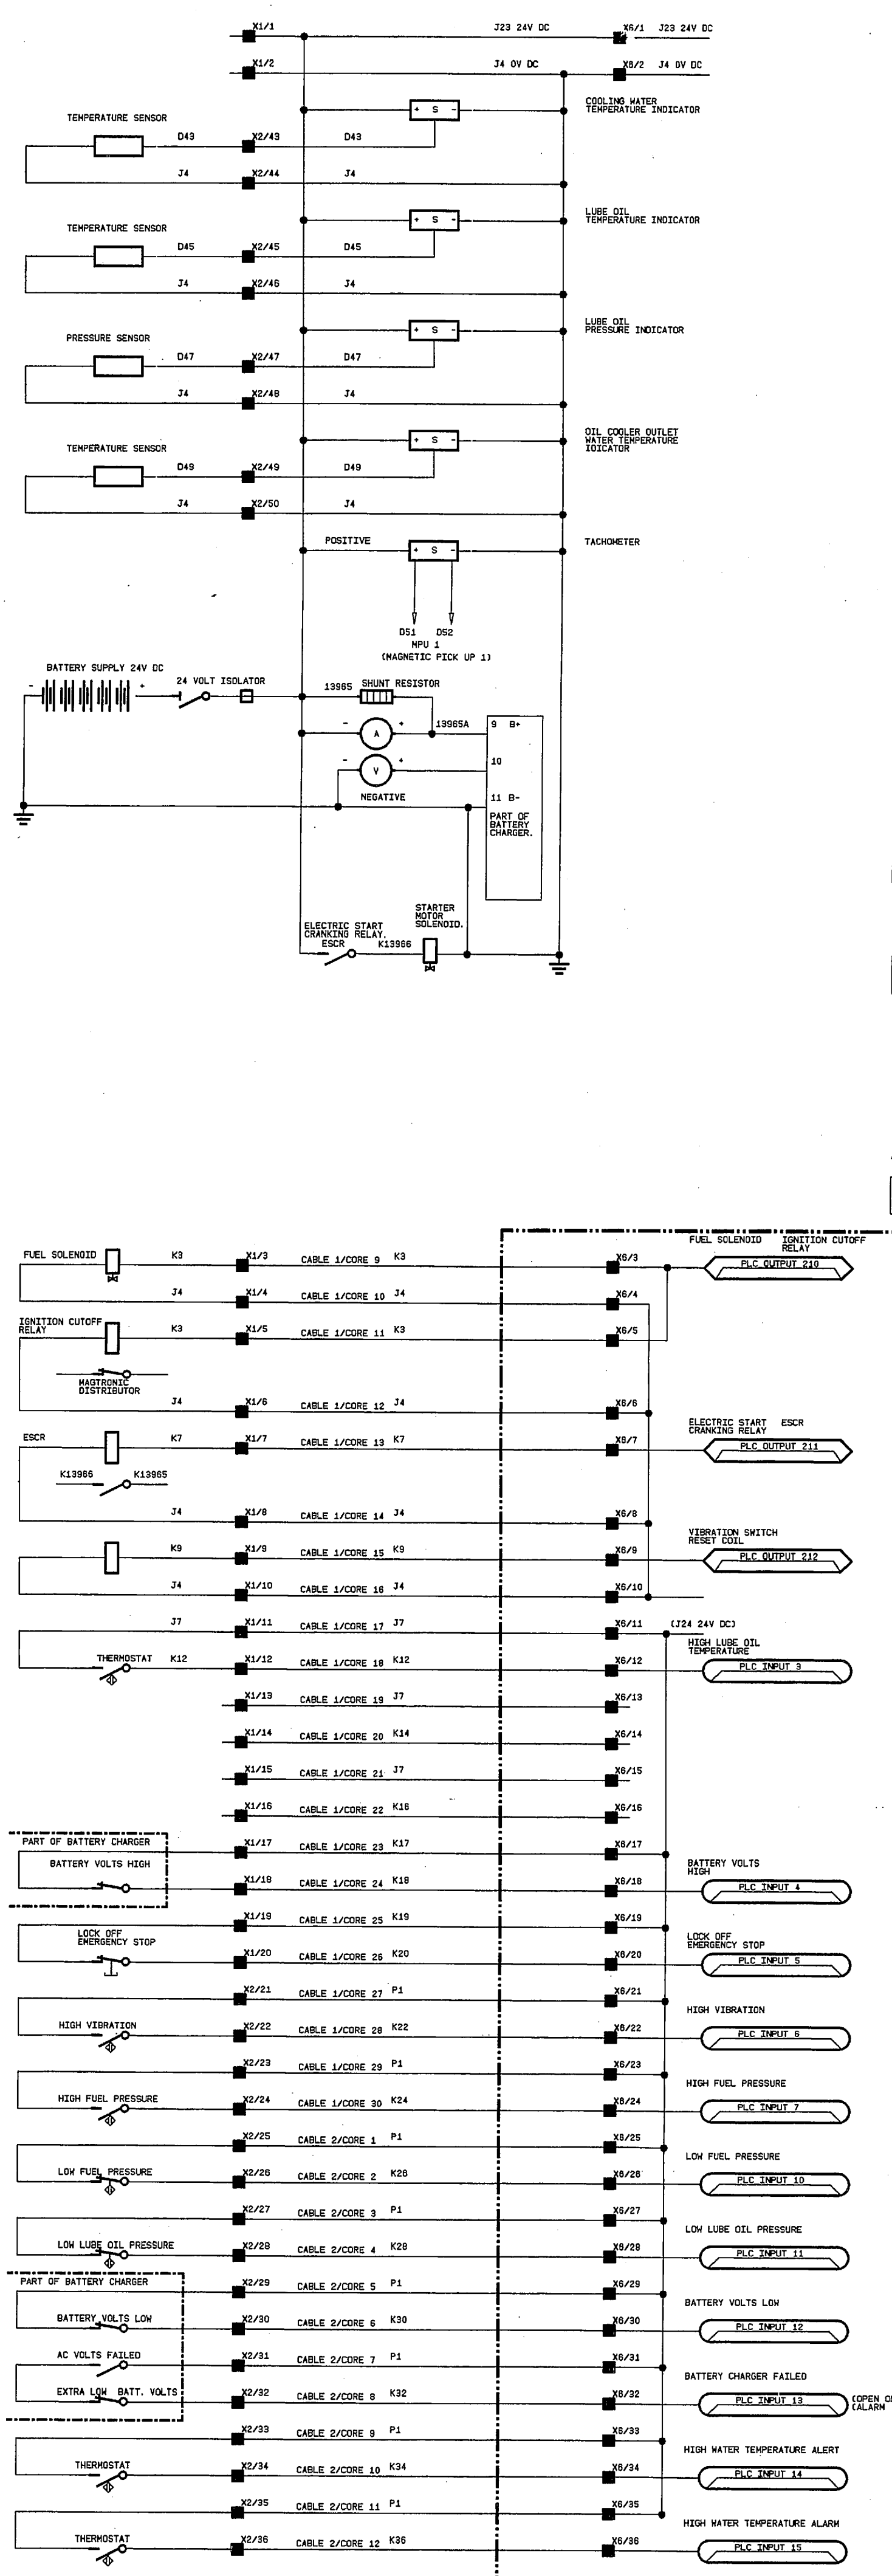 X1/1
J23 24V DC
X6/1 J23 24V DC
X1/2
J4 0V DC
X6/2 J4 0V DC
COOLING WATER
TEMPERATURE INDICATOR
+ S -
TEMPERATURE SENSOR
D43
X2/43
D43
J4
X2/44
J4
LUBE OIL
TEMPERATURE INDICATOR
+ S -
TEMPERATURE SENSOR
D45
X2/45
D45
J4
X2/46
J4
LUBE OIL
PRESSURE INDICATOR
+ S -
PRESSURE SENSOR
D47
X2/47
D47
J4
X2/48
J4
OIL COOLER OUTLET
WATER TEMPERATURE
IOICATOR
+ S -
TEMPERATURE SENSOR
D49
X2/49
D49
J4
X2/50
J4
POSITIVE
+ S -
TACHOMETER
D51 D52
MPU 1
(MAGNETIC PICK UP 1)
BATTERY SUPPLY 24V DC
- +
24 VOLT ISOLATOR
13965
SHUNT RESISTOR
- A +
13965A
9 B+
- V +
10
NEGATIVE
11 B-
PART OF
BATTERY
CHARGER.
STARTER
MOTOR
SOLENOID.
ELECTRIC START
CRANKING RELAY.
ESCR
K13966
FUEL SOLENOID IGNITION CUTOFF
RELAY
FUEL SOLENOID
K3
X1/3
CABLE 1/CORE 9 K3
X6/3
PLC OUTPUT 210
J4
X1/4
CABLE 1/CORE 10 J4
X6/4
IGNITION CUTOFF
RELAY
K3
X1/5
CABLE 1/CORE 11 K3
X6/5
MAGTRONIC
DISTRIBUTOR
J4
X1/6
CABLE 1/CORE 12 J4
X6/6
ELECTRIC START ESCR
CRANKING RELAY
ESCR
K7
X1/7
CABLE 1/CORE 13 K7
X6/7
PLC OUTPUT 211
K13966
K13965
J4
X1/8
CABLE 1/CORE 14 J4
X6/8
VIBRATION SWITCH
RESET COIL
K9
X1/9
CABLE 1/CORE 15 K9
X6/9
PLC OUTPUT 212
J4
X1/10
CABLE 1/CORE 16 J4
X6/10
J7
X1/11
CABLE 1/CORE 17 J7
X6/11
(J24 24V DC)
HIGH LUBE OIL
TEMPERATURE
THERMOSTAT
K12
X1/12
CABLE 1/CORE 18 K12
X6/12
PLC INPUT 3
X1/13
CABLE 1/CORE 19 J7
X6/13
X1/14
CABLE 1/CORE 20 K14
X6/14
X1/15
CABLE 1/CORE 21 J7
X6/15
X1/16
CABLE 1/CORE 22 K16
X6/16
PART OF BATTERY CHARGER
X1/17
CABLE 1/CORE 23 K17
X6/17
BATTERY VOLTS
HIGH
BATTERY VOLTS HIGH
X1/18
CABLE 1/CORE 24 K18
X6/18
PLC INPUT 4
X1/19
CABLE 1/CORE 25 K19
X6/19
LOCK OFF
EMERGENCY STOP
LOCK OFF
EMERGENCY STOP
X1/20
CABLE 1/CORE 26 K20
X6/20
PLC INPUT 5
X2/21
CABLE 1/CORE 27 P1
X6/21
HIGH VIBRATION
HIGH VIBRATION
X2/22
CABLE 1/CORE 28 K22
X6/22
PLC INPUT 6
X2/23
CABLE 1/CORE 29 P1
X6/23
HIGH FUEL PRESSURE
HIGH FUEL PRESSURE
X2/24
CABLE 1/CORE 30 K24
X6/24
PLC INPUT 7
X2/25
CABLE 2/CORE 1 P1
X6/25
LOW FUEL PRESSURE
LOW FUEL PRESSURE
X2/26
CABLE 2/CORE 2 K26
X6/26
PLC INPUT 10
X2/27
CABLE 2/CORE 3 P1
X6/27
LOW LUBE OIL PRESSURE
LOW LUBE OIL PRESSURE
X2/28
CABLE 2/CORE 4 K28
X6/28
PLC INPUT 11
PART OF BATTERY CHARGER
X2/29
CABLE 2/CORE 5 P1
X6/29
BATTERY VOLTS LOW
BATTERY VOLTS LOW
X2/30
CABLE 2/CORE 6 K30
X6/30
PLC INPUT 12
AC VOLTS FAILED
X2/31
CABLE 2/CORE 7 P1
X6/31
BATTERY CHARGER FAILED
EXTRA LOW BATT. VOLTS
X2/32
CABLE 2/CORE 8 K32
X6/32
PLC INPUT 13
(OPEN
(ALARM
X2/33
CABLE 2/CORE 9 P1
X6/33
HIGH WATER TEMPERATURE ALERT
THERMOSTAT
X2/34
CABLE 2/CORE 10 K34
X6/34
PLC INPUT 14
X2/35
CABLE 2/CORE 11 P1
X6/35
HIGH WATER TEMPERATURE ALARM
THERMOSTAT
X2/36
CABLE 2/CORE 12 K36
X6/36
PLC INPUT 15